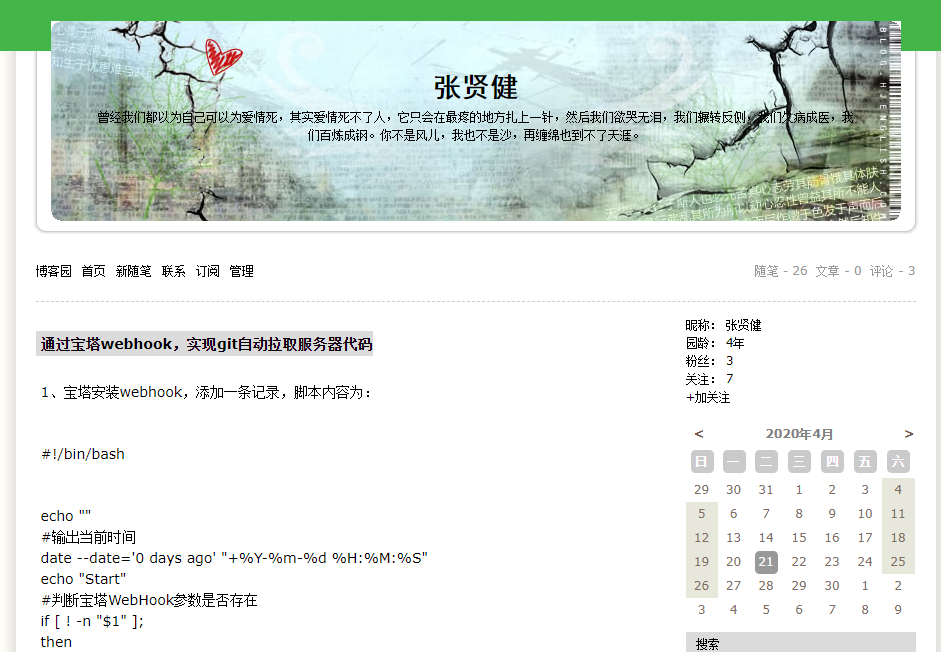 张贤健
曾经我们都以为自己可以为爱情死，其实爱情死不了人，它只会在最疼的地方扎上一针，然后我们欲哭无泪，我们辗转反侧，我们久病成医，我
们百炼成钢。你不是风儿，我也不是沙，再缠绵也到不了天涯。
博客园 首页 新随笔 联系 订阅 管理
随笔 - 26 文章 - 0 评论 - 3
通过宝塔webhook，实现git自动拉取服务器代码
1、宝塔安装webhook，添加一条记录，脚本内容为：
#!/bin/bash
echo ""
#输出当前时间
date --date='0 days ago' "+%Y-%m-%d %H:%M:%S"
echo "Start"
#判断宝塔WebHook参数是否存在
if [ ! -n "$1" ];
then
昵称： 张贤健
园龄： 4年
粉丝： 3
关注： 7
+加关注
< 2020年4月 >
日 一 二 三 四 五 六
29 30 31 1 2 3 4
5 6 7 8 9 10 11
12 13 14 15 16 17 18
19 20 21 22 23 24 25
26 27 28 29 30 1 2
3 4 5 6 7 8 9
搜索